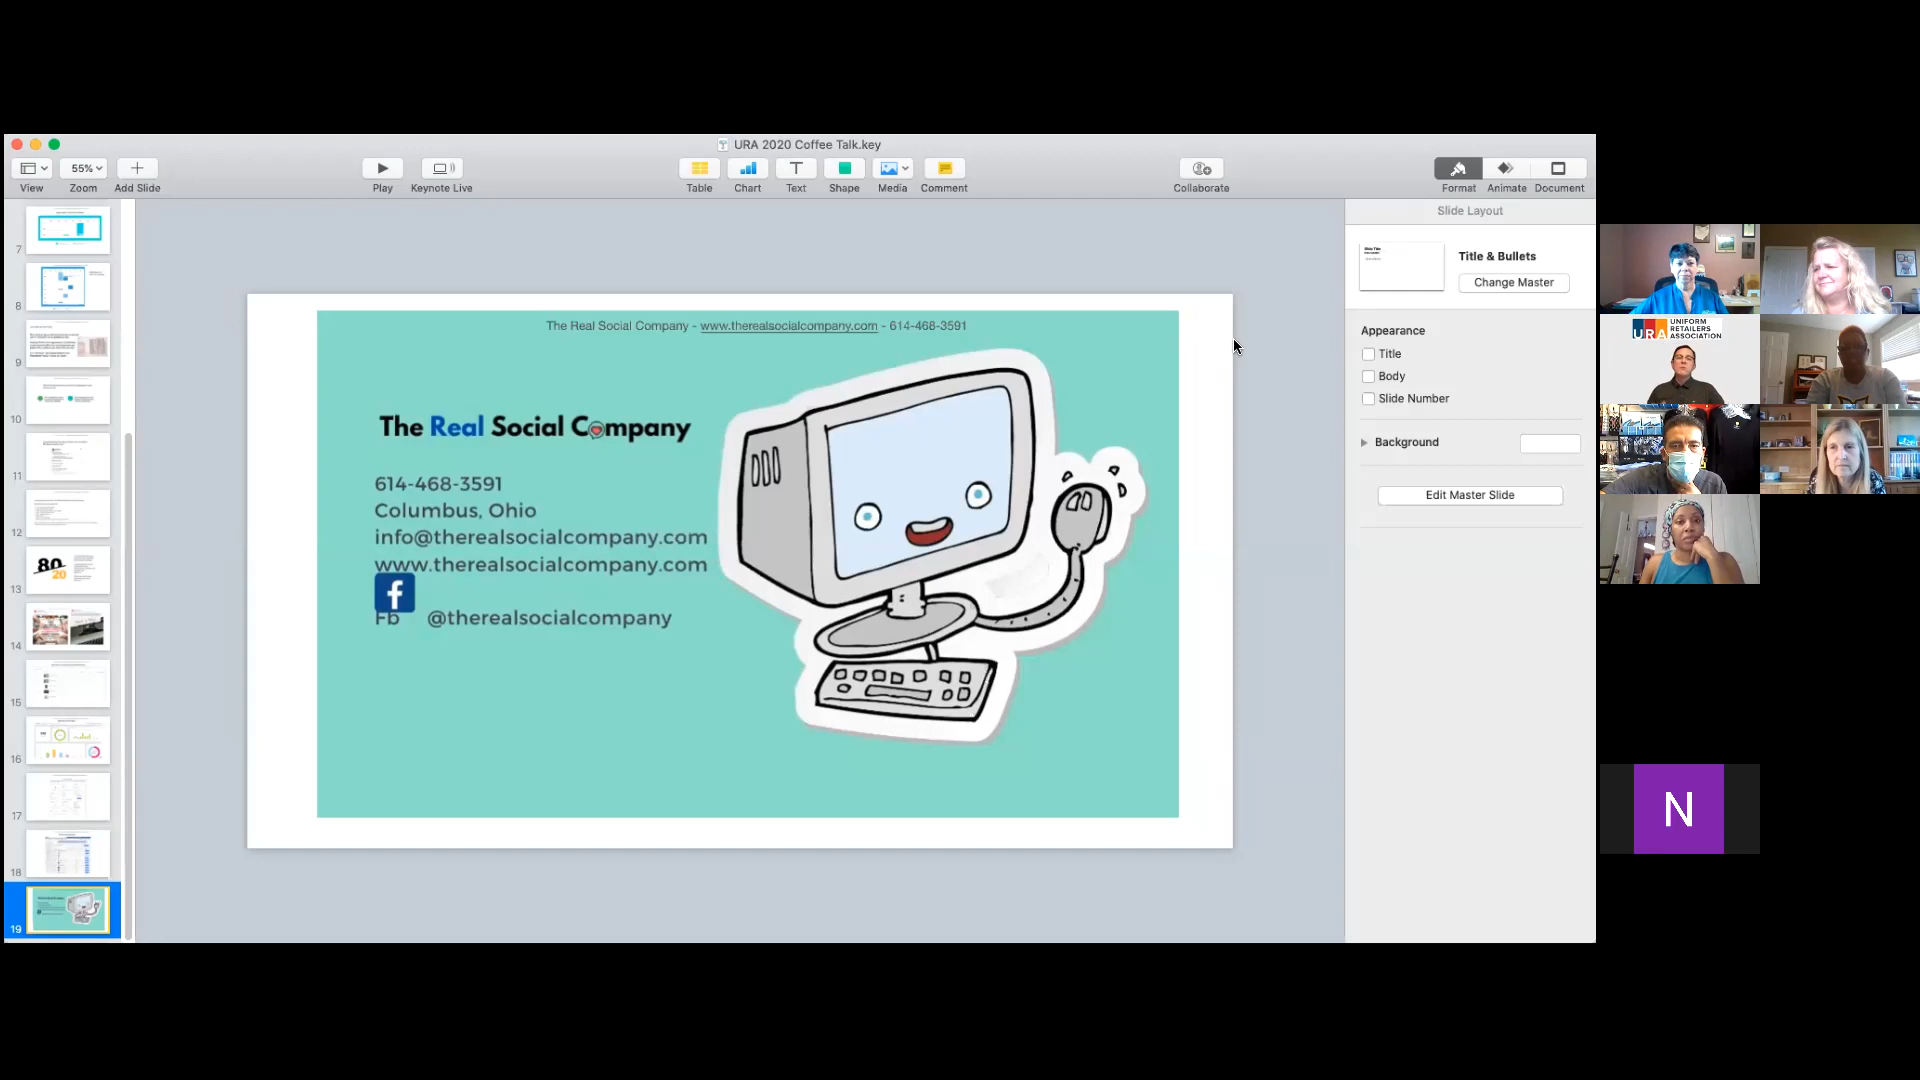 URA 2020 Coffee Talk.key
55%
View
Zoom
Add Slide
Play
Keynote Live
Table
Chart
Text
Shape
Media
Comment
Collaborate
Format
Animate
Document
7
8
9
10
11
12
13
80
20
14
15
16
17
18
19
The Real Social Company - www.therealsocialcompany.com - 614-468-3591
The Real Social Company
614-468-3591
Columbus, Ohio
info@therealsocialcompany.com
www.therealsocialcompany.com
f
Fb @therealsocialcompany
Slide Layout
Title & Bullets
Change Master
Appearance
Title
Body
Slide Number
Background
Edit Master Slide
URA UNIFORM
RETAILERS
ASSOCIATION
N